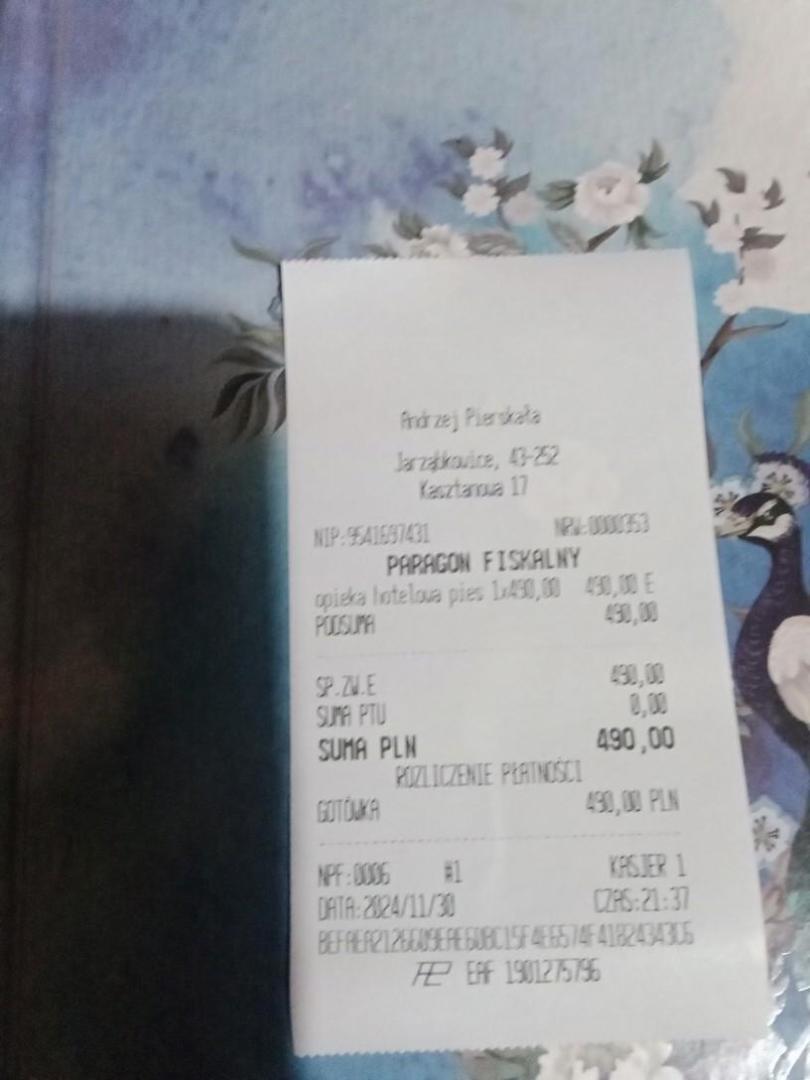 Andrzej Pierskała
Jarząbkowice, 43-252
Kasztanowa 17
NIP:9541697431 NRW:0000353
PARAGON FISKALNY
opieka hotelowa pies 1x490,00 490,00 E
PODSUMA 490,00
SP.ZW.E 490,00
SUMA PTU 0,00
SUMA PLN 490,00
ROZLICZENIE PŁATNOŚCI
GOTÓWKA 490,00 PLN
NPF:0006 #1 KASJER 1
DATA:2024/11/30 CZAS:21:37
EAF 1901275796